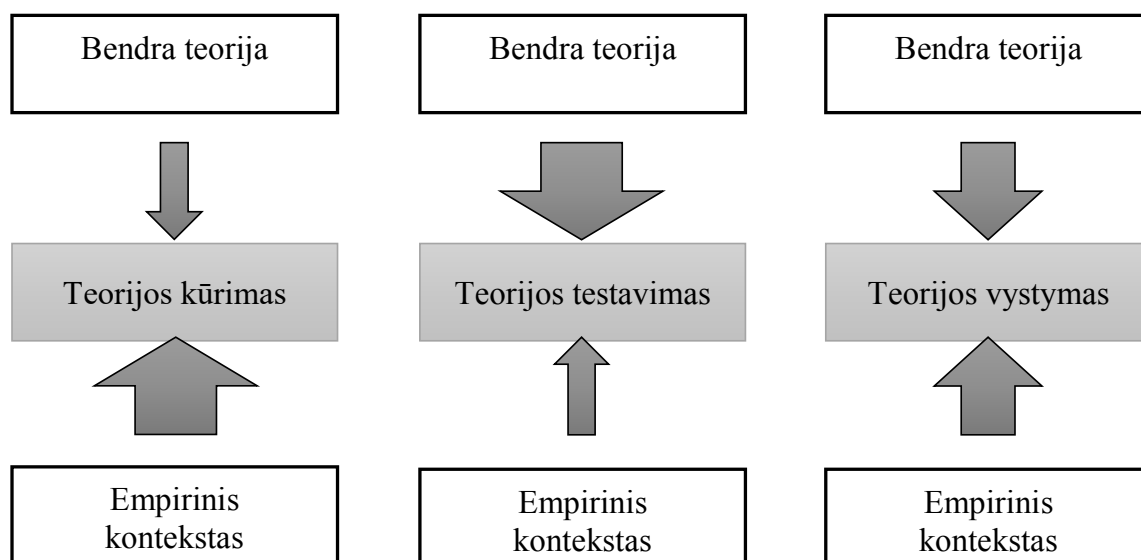 Bendra teorija
Bendra teorija
Bendra teorija
Teorijos kūrimas
Teorijos testavimas
Teorijos vystymas
Empirinis
kontekstas
Empirinis
kontekstas
Empirinis
kontekstas